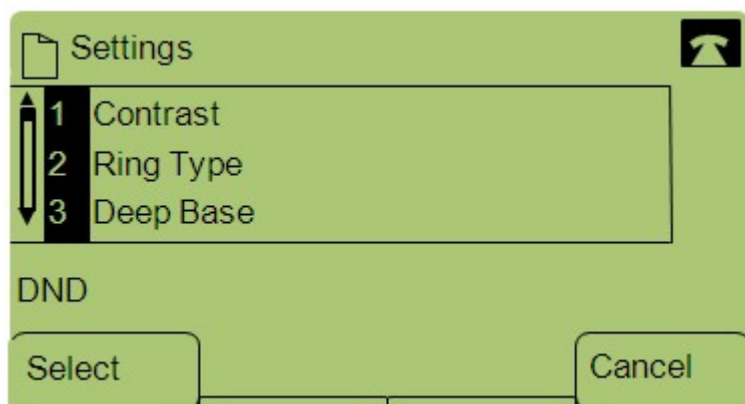 Settings
1 Contrast
2 Ring Type
3 Deep Base
DND
Select Cancel